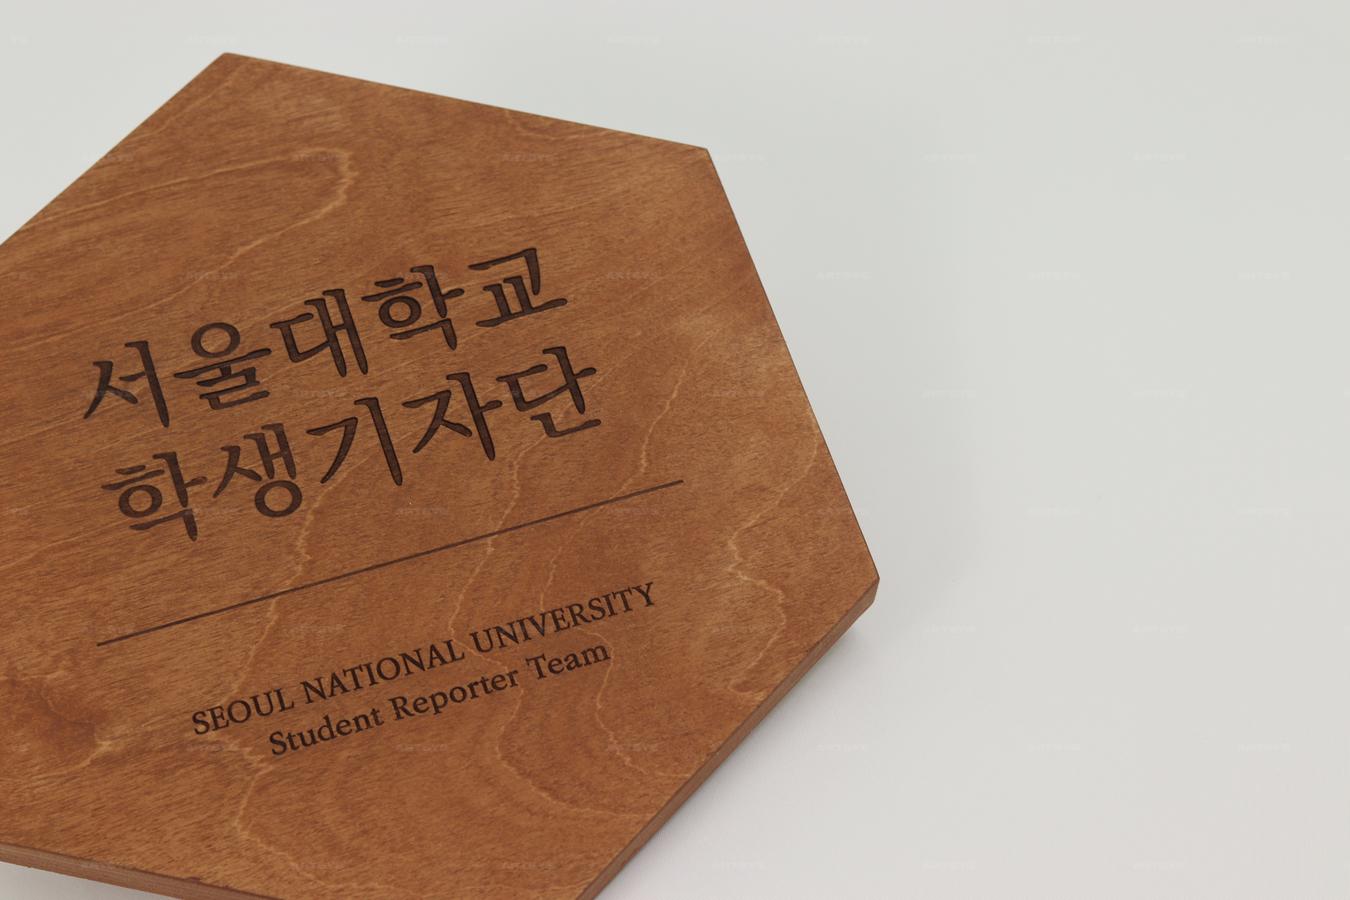 서울대학교
학생기자단
SEOUL NATIONAL UNIVERSITY
Student Reporter Team